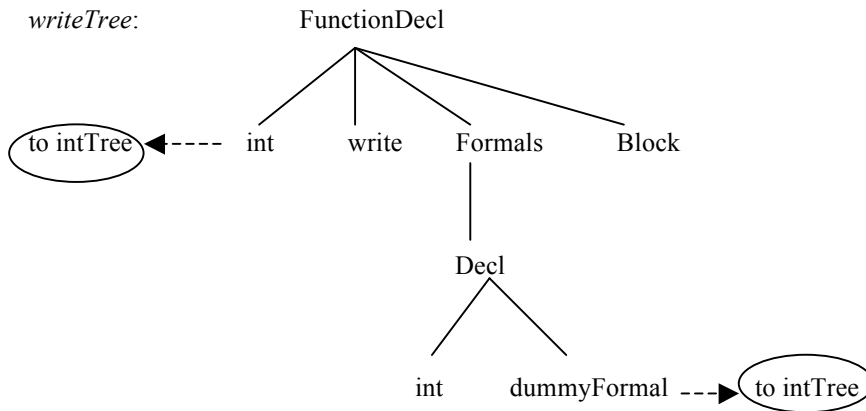 writeTree: FunctionDecl
to intTree int write Formals Block
Decl
int dummyFormal to intTree